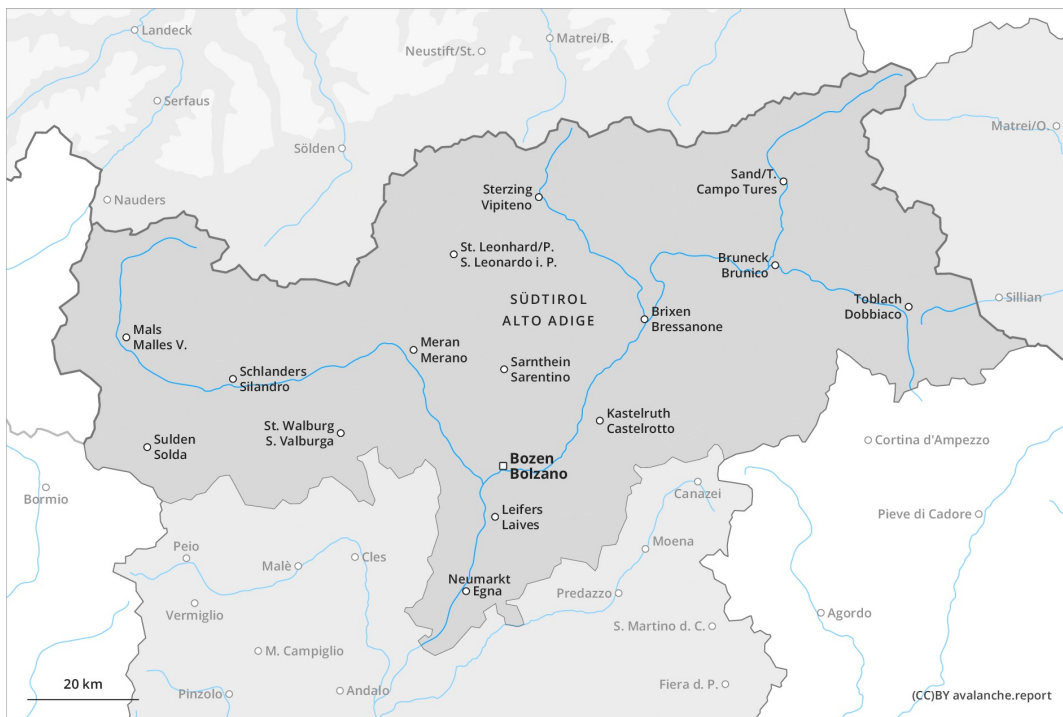 Landeck
Matrei/B.
Neustift/St.
Serfaus
Matrei/O.
Sölden
Sand/T.
Campo Tures
Sterzing
Vipiteno
Nauders
St. Leonhard/P.
S. Leonardo i. P.
Bruneck
Brunico
SÜDTIROL
ALTO ADIGE
Toblach
Dobbiaco
Sillian
Brixen
Bressanone
Mals
Malles V.
Meran
Merano
Sarnthein
Sarentino
Schlanders
Silandro
Kastelruth
Castelrotto
St. Walburg
S. Valburga
Sulden
Solda
Cortina d'Ampezzo
Bozen
Bolzano
Bormio
Canazei
Leifers
Laives
Pieve di Cadore
Moena
Peio
Cles
Malè
Neumarkt
Egna
Predazzo
Vermiglio
Agordo
S. Martino d. C.
M. Campiglio
20 km
Pinzolo
Andalo
Fiera d. P.
(CC)BY avalanche.report